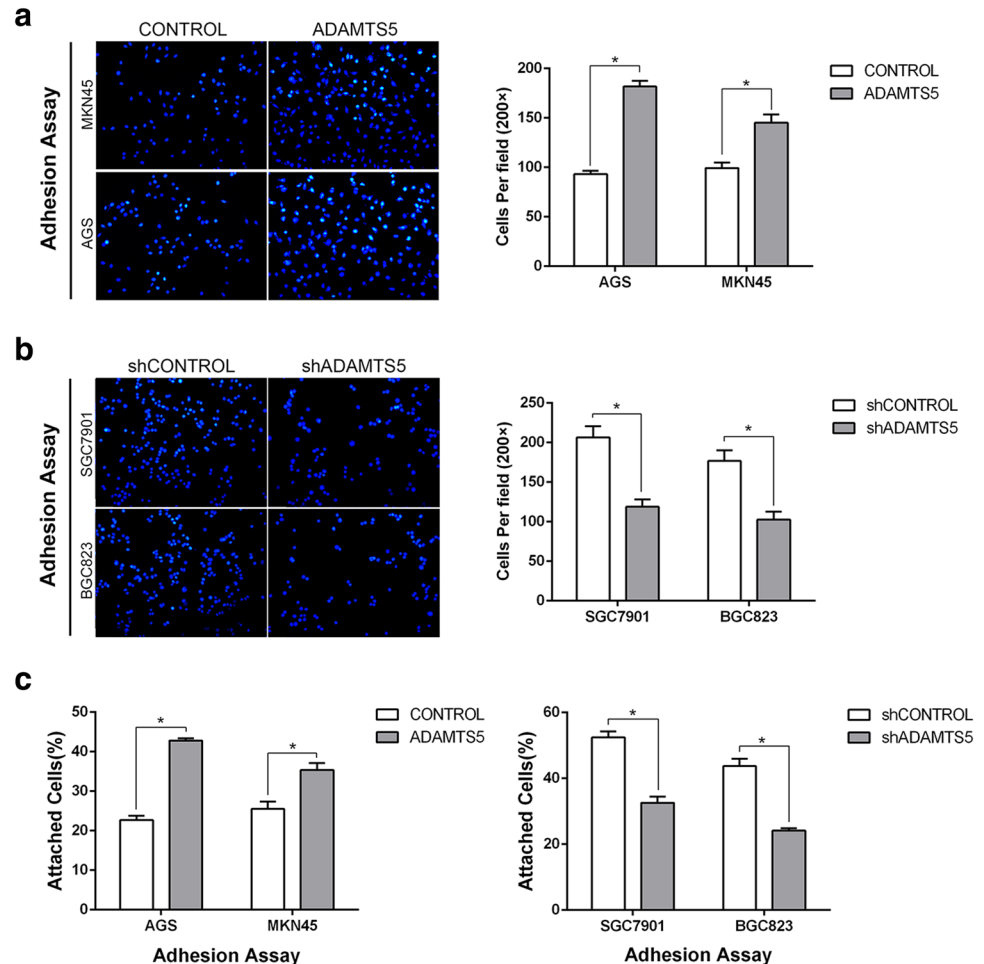 a
CONTROL ADAMTS5
Adhesion Assay
MKN45
AGS
200
150
100
50
0
Cells Per field (200×)
* *
AGS MKN45
CONTROL
ADAMTS5
b
shCONTROL shADAMTS5
Adhesion Assay
SGC7901
BGC823
250
200
150
100
50
0
Cells Per field (200×)
* *
SGC7901 BGC823
shCONTROL
shADAMTS5
c
50
40
30
20
10
0
Attached Cells(%)
* *
AGS MKN45
Adhesion Assay
CONTROL
ADAMTS5
60
40
20
0
Attached Cells(%)
* *
SGC7901 BGC823
Adhesion Assay
shCONTROL
shADAMTS5